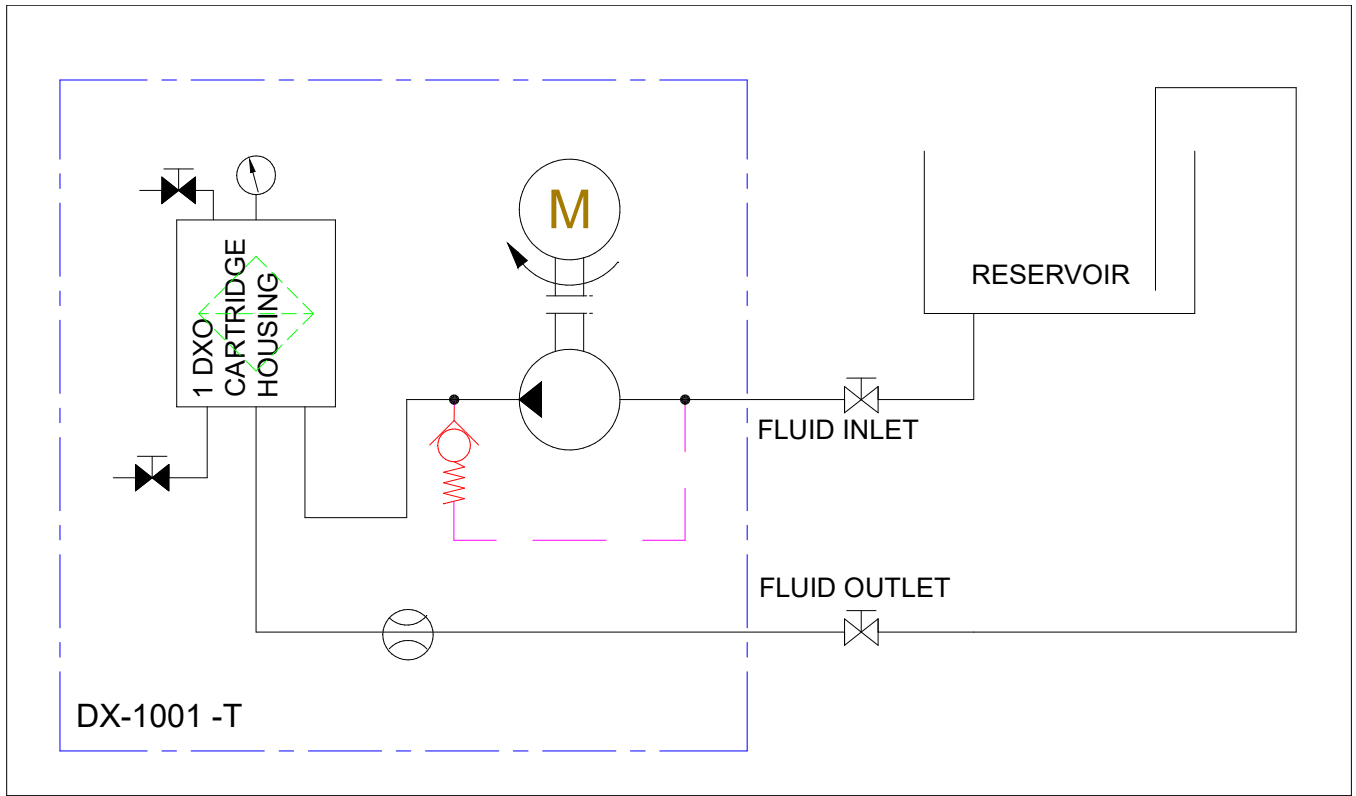 1 DXO
CARTRIDGE
HOUSING
M
RESERVOIR
FLUID INLET
FLUID OUTLET
DX-1001 -T